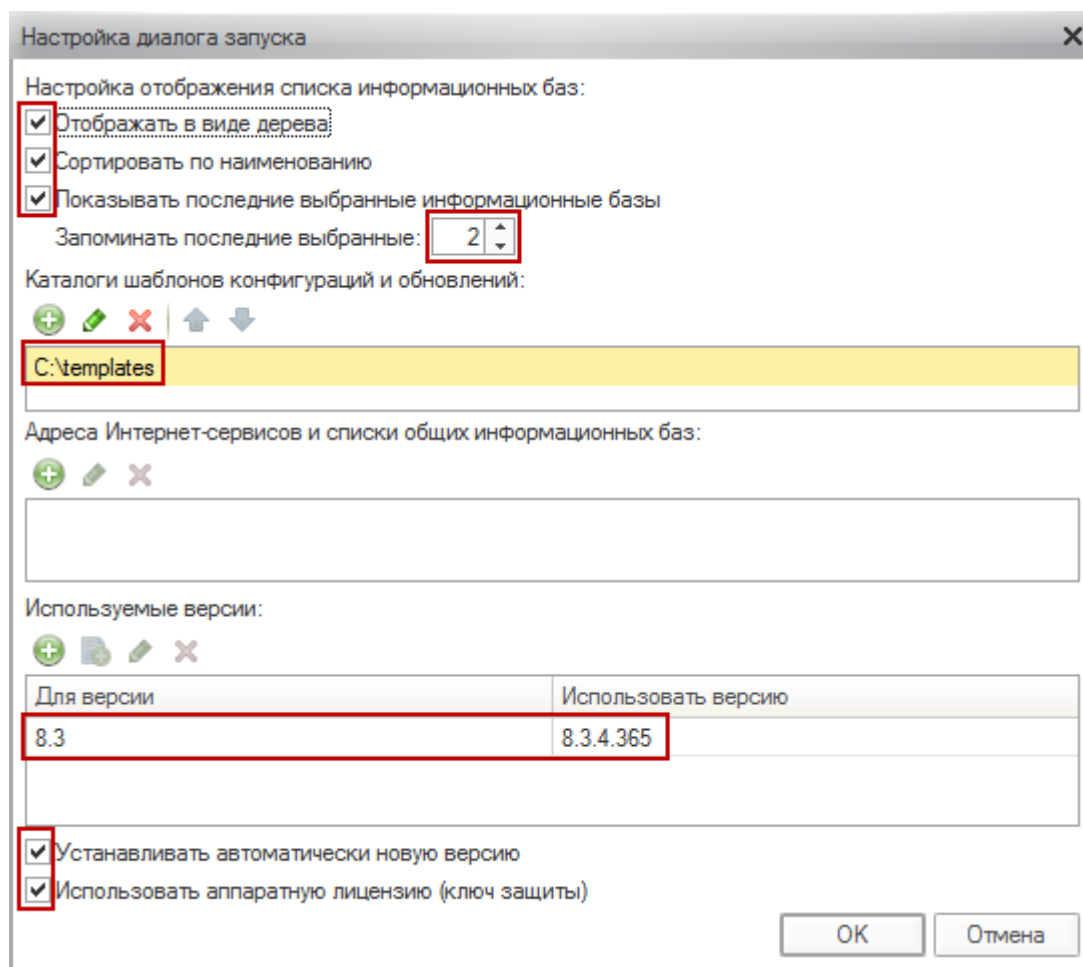 Настройка диалога запуска
Настройка отображения списка информационных баз:
Отображать в виде дерева
Сортировать по наименованию
Показывать последние выбранные информационные базы
Запоминать последние выбранные: 2
Каталоги шаблонов конфигураций и обновлений:
C:\templates
Адреса Интернет-сервисов и списки общих информационных баз:
Используемые версии:
Для версии Использовать версию
8.3 8.3.4.365
Устанавливать автоматически новую версию
Использовать аппаратную лицензию (ключ защиты)
OK Отмена